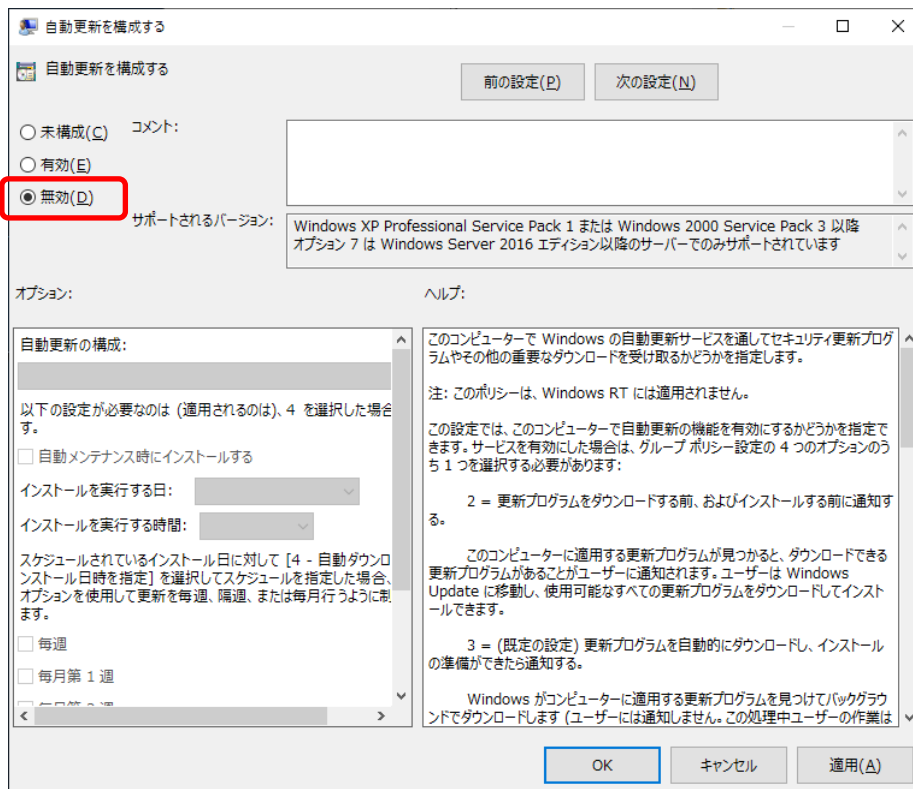 自動更新を構成する
自動更新を構成する
前の設定(P)
次の設定(N)
未構成(C)
有効(E)
無効(D)
コメント:
サポートされるバージョン:
Windows XP Professional Service Pack 1 または Windows 2000 Service Pack 3 以降
オプション 7 は Windows Server 2016 エディション以降のサーバーでのみサポートされています
オプション:
ヘルプ:
自動更新の構成:
以下の設定が必要なのは (適用されるのは)、4 を選択した場合
す。
自動メンテナンス時にインストールする
インストールを実行する日:
インストールを実行する時間:
スケジュールされているインストール日に対して [4 - 自動ダウンロ
ンストール日時を指定] を選択してスケジュールを指定した場合、
オプションを使用して更新を毎週、隔週、または毎月行うように制
ます。
毎週
毎月第 1 週
このコンピューターで Windows の自動更新サービスを通してセキュリティ更新プログ
ラムやその他の重要なダウンロードを受け取るかどうかを指定します。
注: このポリシーは、Windows RT には適用されません。
この設定では、このコンピューターで自動更新の機能を有効にするかどうかを指定で
きます。サービスを有効にした場合は、グループ ポリシー設定の 4 つのオプションのう
ち 1 つを選択する必要があります:
2 = 更新プログラムをダウンロードする前、およびインストールする前に通知す
る。
このコンピューターに適用する更新プログラムが見つかると、ダウンロードできる
更新プログラムがあることがユーザーに通知されます。ユーザーは Windows
Update に移動し、使用可能なすべての更新プログラムをダウンロードしてインスト
ールできます。
3 = (既定の設定) 更新プログラムを自動的にダウンロードし、インストール
の準備ができたら通知する。
Windows がコンピューターに適用する更新プログラムを見つけてバックグラウ
ンドでダウンロードします (ユーザーには通知しません。この処理中ユーザーの作業は
OK
キャンセル
適用(A)